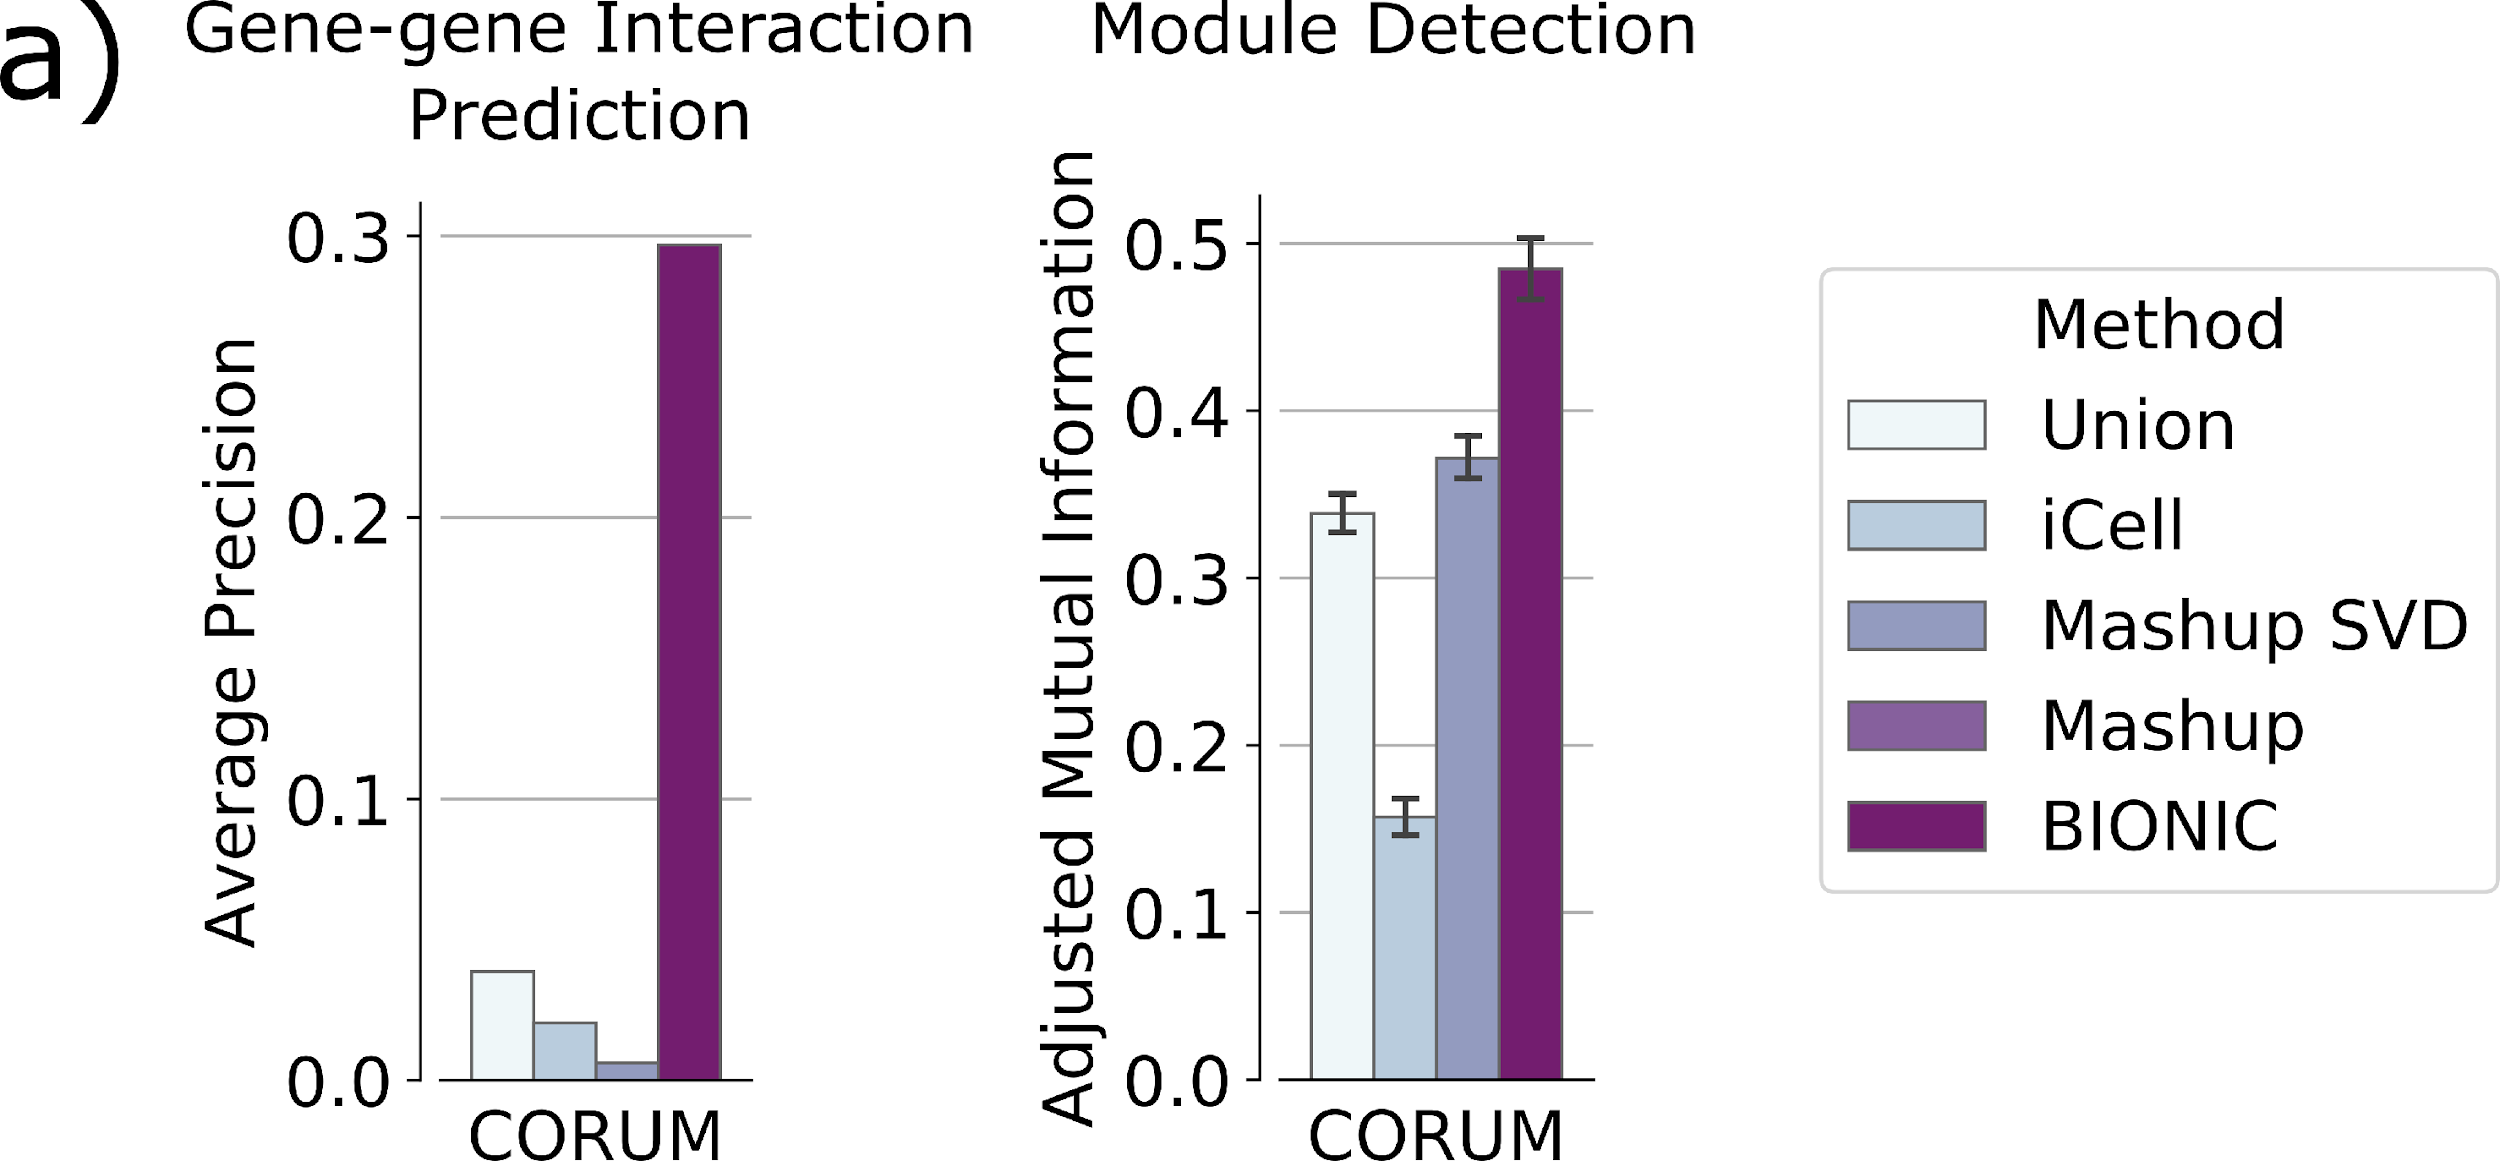 a)
Gene-gene Interaction
Prediction
Average Precision
0.3
0.2
0.1
0.0
CORUM
Module Detection
Adjusted Mutual Information
0.5
0.4
0.3
0.2
0.1
0.0
CORUM
Method
Union
iCell
Mashup SVD
Mashup
BIONIC